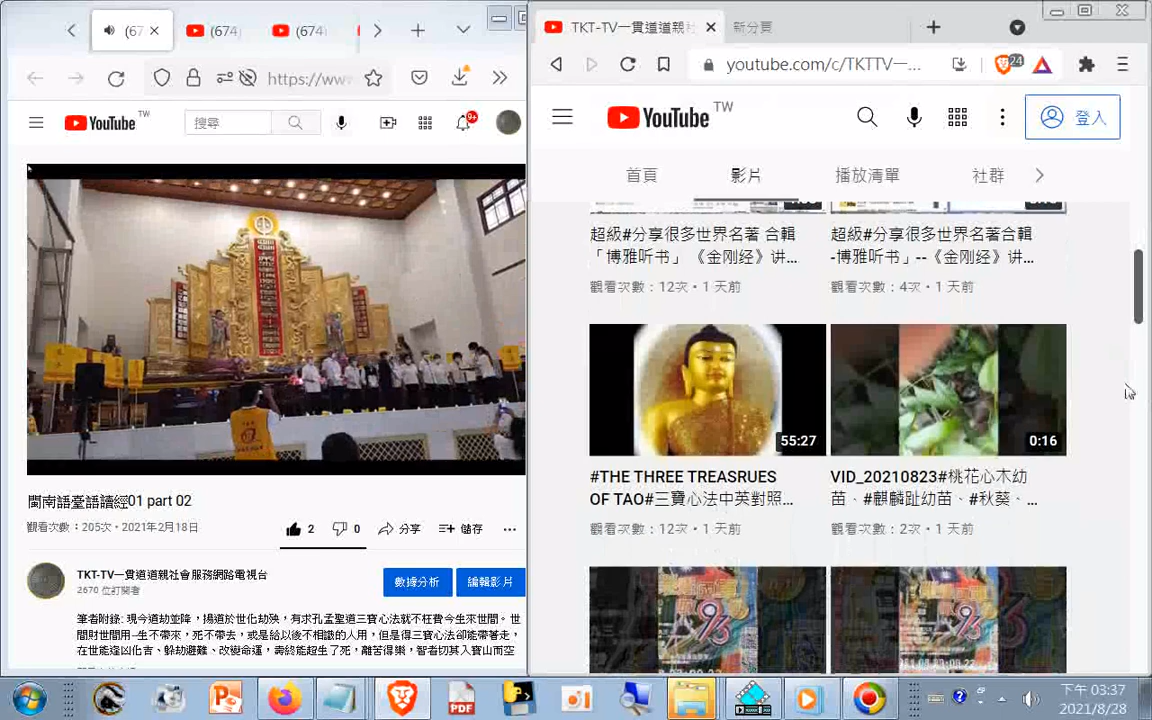 (67
(674)
(674)
https://www
YouTube TW
搜尋
9+
閩南語臺語讀經01 part 02
觀看次數：205次・2021年2月18日
2
0
分享
儲存
TKT-TV一貫道道親社會服務網路電視台
2670 位訂閱者
數據分析
編輯影片
筆者附錄: 現今道劫並降，揚道於世化劫殃，有求孔孟聖道三寶心法就不枉費今生來世間。世
間財世間用─生不帶來，死不帶去，或是給以後不相識的人用，但是得三寶心法卻能帶著走，
在世能逢凶化吉、躲劫避難、改變命運，壽終能超生了死，離苦得樂，智者切莫入寶山而空
TKT-TV一貫道道親社
新分頁
youtube.com/c/TKTTV一...
24
YouTube TW
登入
首頁
影片
播放清單
社群
超級#分享很多世界名著 合輯
「博雅听书」 《金刚经》讲...
觀看次數：12次・1 天前
超級#分享很多世界名著合輯
-博雅听书」--《金刚经》讲...
觀看次數：4次・1 天前
55:27
#THE THREE TREASRUES
OF TAO#三寶心法中英對照...
觀看次數：12次・1 天前
0:16
VID_20210823#桃花心木幼
苗、#麒麟趾幼苗、#秋葵、...
觀看次數：2次・1 天前
PDF
下午 03:37
2021/8/28